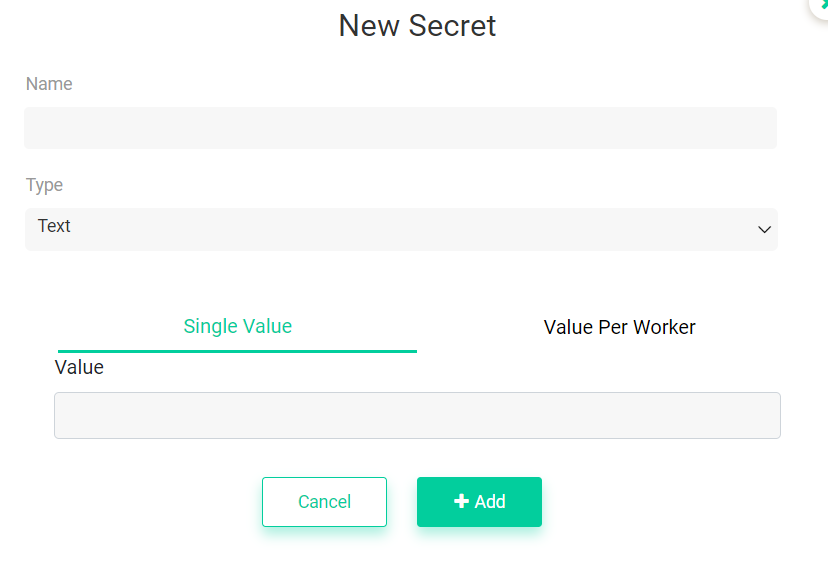 New Secret
Name
Type
Text
Single Value
Value Per Worker
Value
Cancel
Add